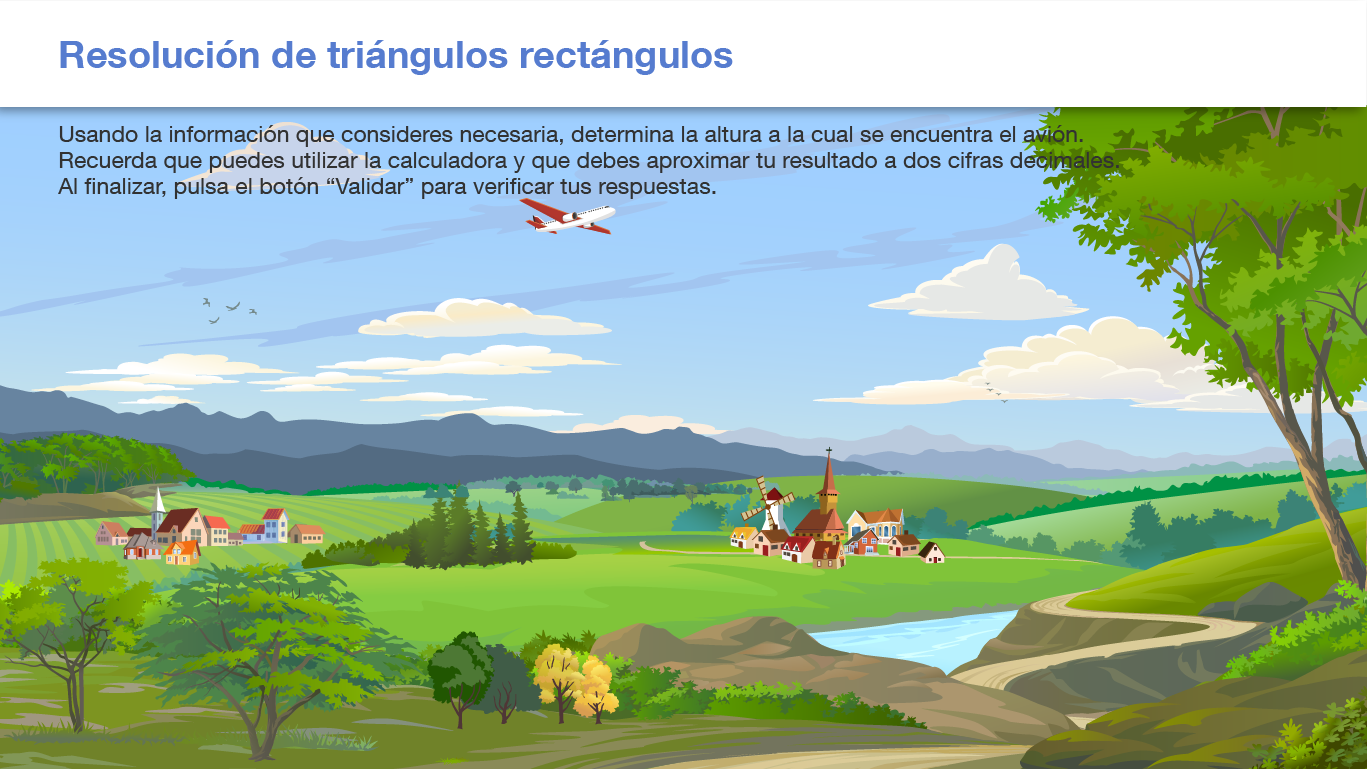 Resolución de triángulos rectángulos
Usando la información que consideres necesaria, determina la altura a la cual se encuentra el avión.
Recuerda que puedes utilizar la calculadora y que debes aproximar tu resultado a dos cifras decimales.
Al finalizar, pulsa el botón “Validar” para verificar tus respuestas.